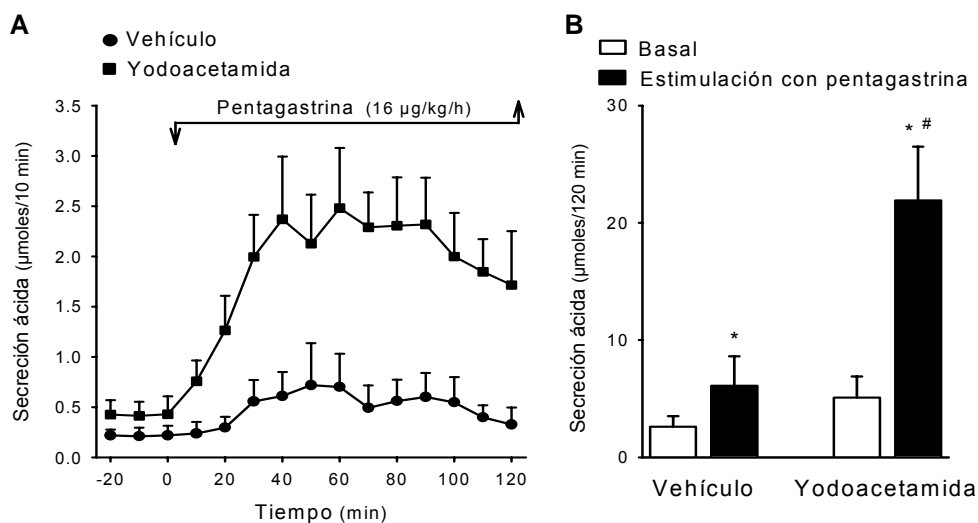 A
Vehículo
Yodoacetamida
Pentagastrina (16 µg/kg/h)
3.5
3.0
2.5
2.0
1.5
1.0
0.5
0.0
Secreción ácida (µmoles/10 min)
-20 0 20 40 60 80 100 120
Tiempo (min)
B
Basal
Estimulación con pentagastrina
30
20
10
0
Secreción ácida (µmoles/120 min)
*
* #
Vehículo Yodoacetamida